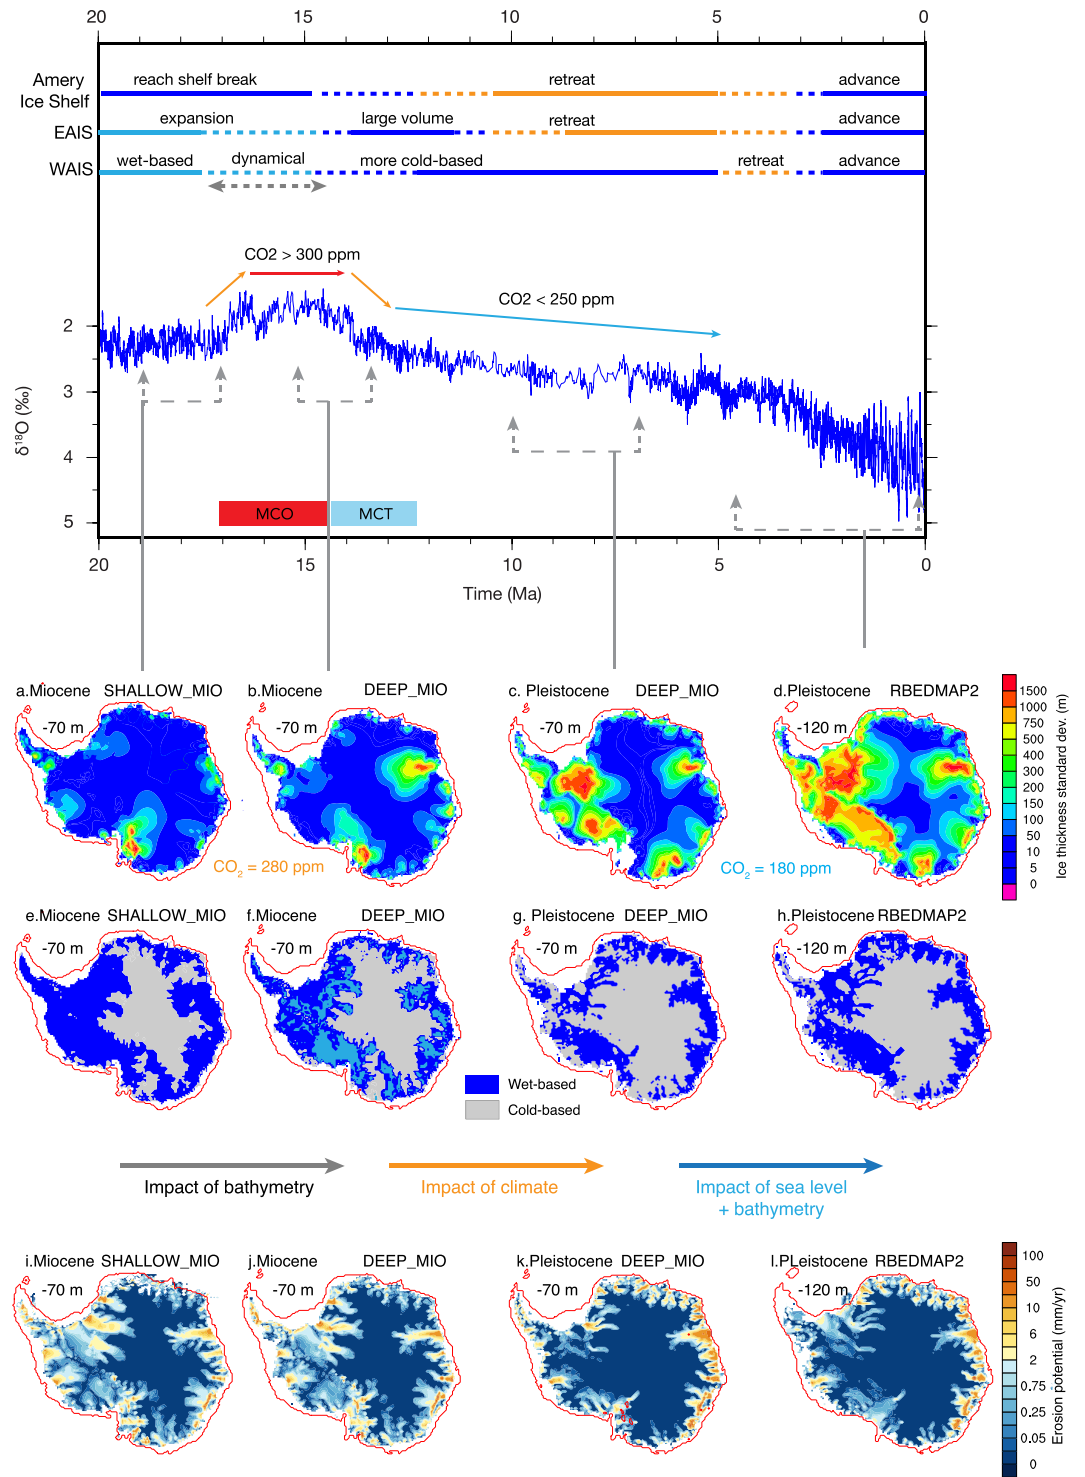 20 15 10 5 0
Amery
Ice Shelf
reach shelf break retreat advance
EAIS expansion large volume retreat advance
WAIS wet-based dynamical more cold-based retreat advance
CO2 > 300 ppm
CO2 < 250 ppm
2
3
4
5
δ18O (‰)
MCO MCT
20 15 10 5 0
Time (Ma)
a.Miocene SHALLOW_MIO
-70 m
b.Miocene DEEP_MIO
-70 m
c. Pleistocene DEEP_MIO
-70 m
d.Pleistocene RBEDMAP2
-120 m
CO2 = 280 ppm
CO2 = 180 ppm
1500
1000
750
500
400
300
200
150
100
50
10
5
0
Ice thickness standard dev. (m)
e.Miocene SHALLOW_MIO
-70 m
f.Miocene DEEP_MIO
-70 m
g. Pleistocene DEEP_MIO
-70 m
h.Pleistocene RBEDMAP2
-120 m
Wet-based
Cold-based
Impact of bathymetry
Impact of climate
Impact of sea level
+ bathymetry
i.Miocene SHALLOW_MIO
-70 m
j.Miocene DEEP_MIO
-70 m
k.Pleistocene DEEP_MIO
-70 m
l.PLeistocene RBEDMAP2
-120 m
100
50
10
6
2
0.75
0.25
0.05
0
Erosion potential (mm/yr)